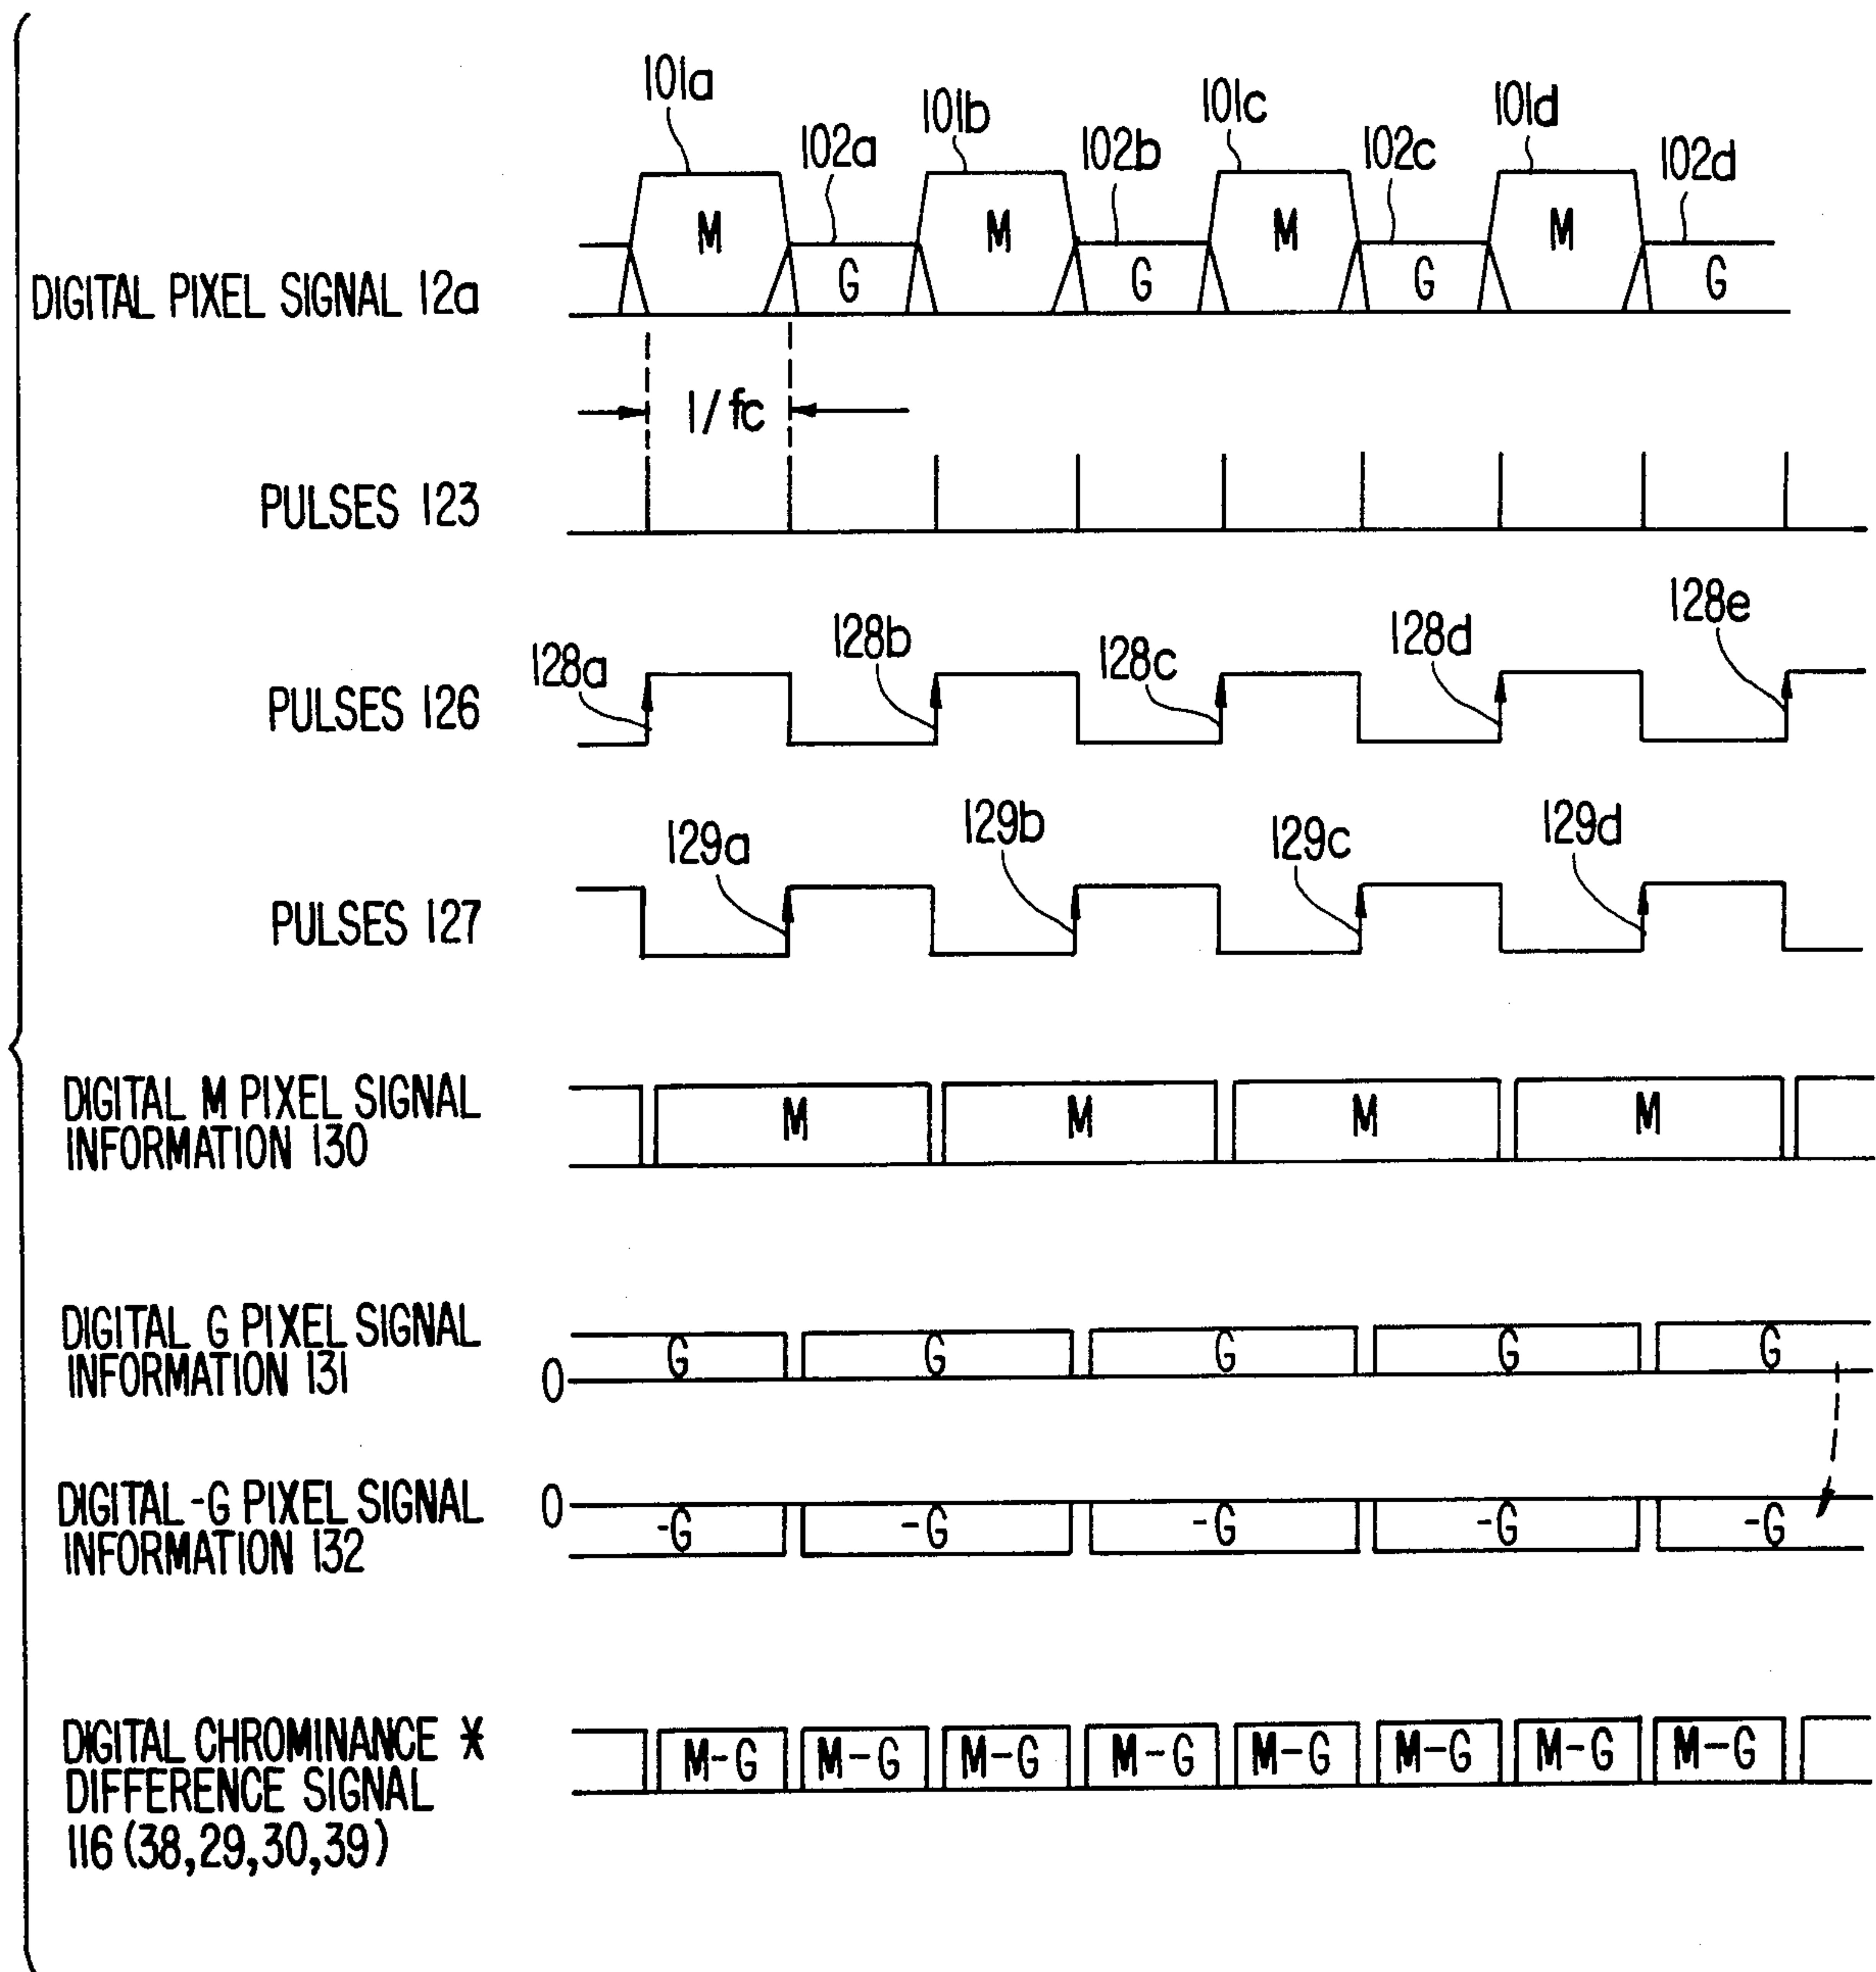 101a 102a 101b 102b 101c 102c 101d 102d
M G M G M G M G
DIGITAL PIXEL SIGNAL 12a
1/fc
PULSES 123
PULSES 126
128a 128b 128c 128d 128e
PULSES 127
129a 129b 129c 129d
DIGITAL M PIXEL SIGNAL
INFORMATION 130
M M M M
DIGITAL G PIXEL SIGNAL
INFORMATION 131
0
G G G G G
DIGITAL -G PIXEL SIGNAL
INFORMATION 132
0
-G -G -G -G -G
DIGITAL CHROMINANCE *
DIFFERENCE SIGNAL
116 (38,29,30,39)
M-G M-G M-G M-G M-G M-G M-G M-G